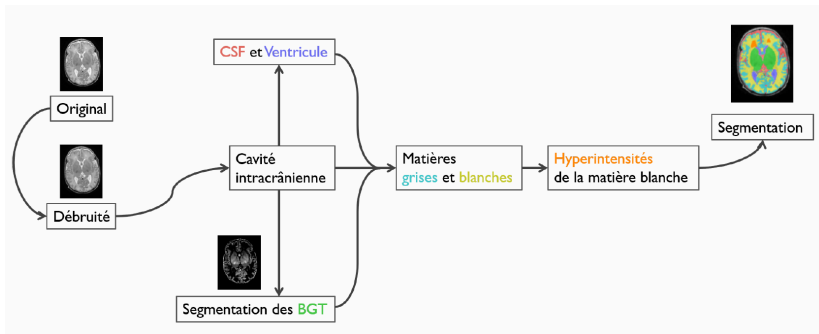 Original
Débruité
CSF et Ventricule
Cavité
intracrânienne
Segmentation des BGT
Matières
grises et blanches
Hyperintensités
de la matière blanche
Segmentation